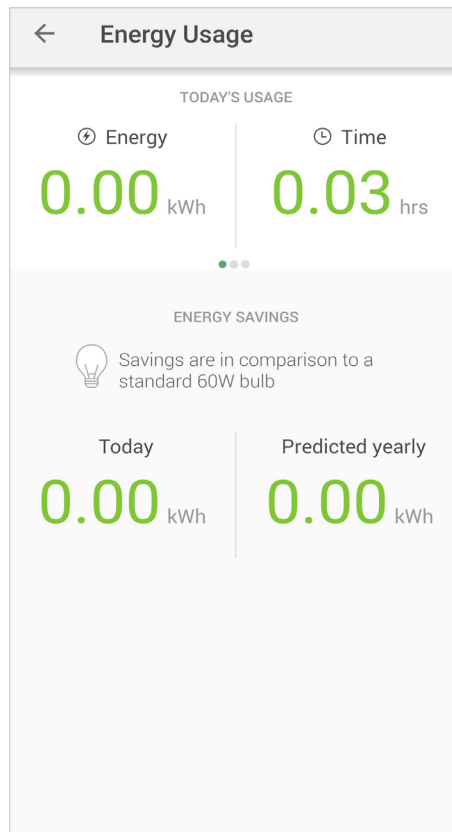 Energy Usage
TODAY'S USAGE
Energy
Time
0.00 kWh
0.03 hrs
ENERGY SAVINGS
Savings are in comparison to a
standard 60W bulb
Today
Predicted yearly
0.00 kWh
0.00 kWh